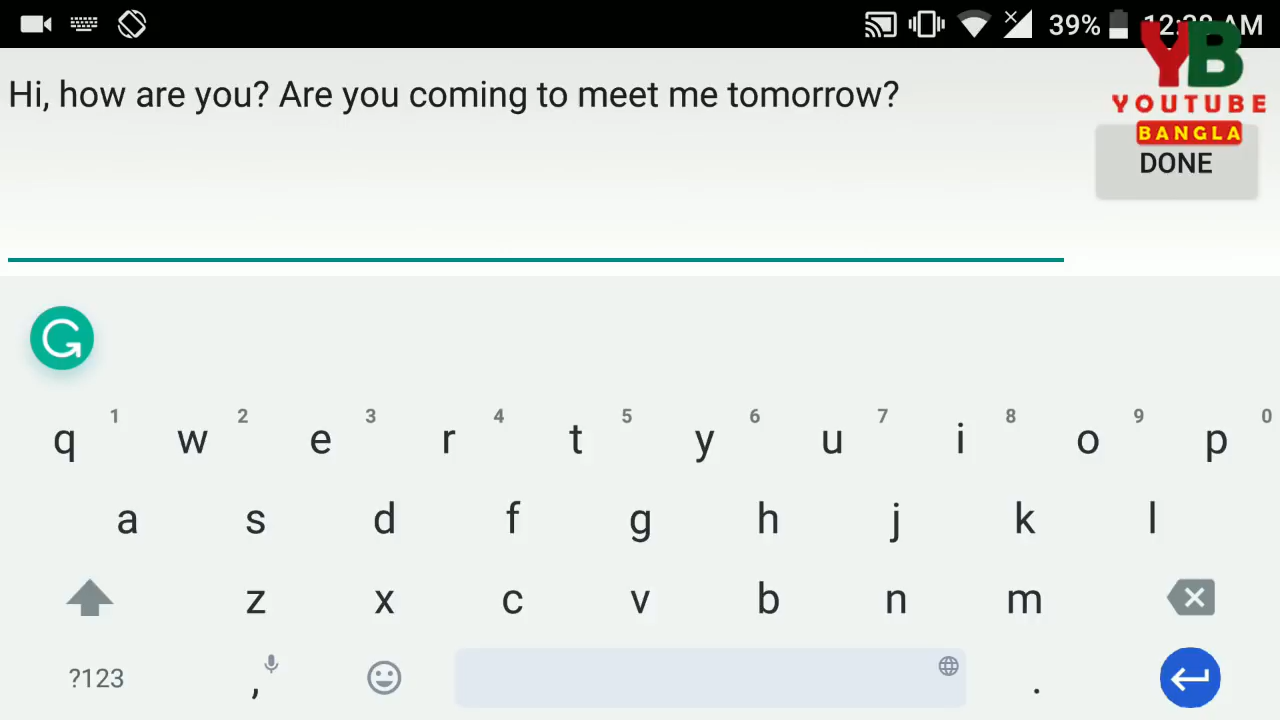 39%
YB
YOUTUBE
BANGLA
Hi, how are you? Are you coming to meet me tomorrow?
DONE
q 1 w 2 e 3 r 4 t 5 y 6 u 7 i 8 o 9 p 0
a s d f g h j k l
z x c v b n m
?123 , .